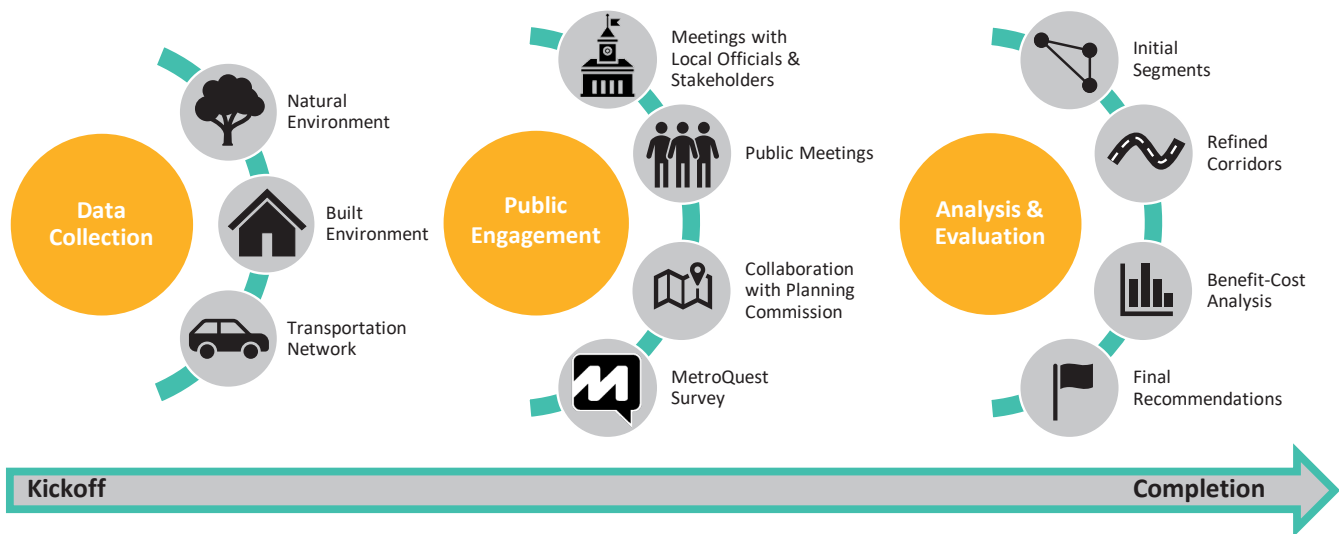 Data
Collection
Natural
Environment
Built
Environment
Transportation
Network
Public
Engagement
Meetings with
Local Officials &
Stakeholders
Public Meetings
Collaboration
with Planning
Commission
M
MetroQuest
Survey
Analysis &
Evaluation
Initial
Segments
Refined
Corridors
Benefit-Cost
Analysis
Final
Recommendations
Kickoff
Completion